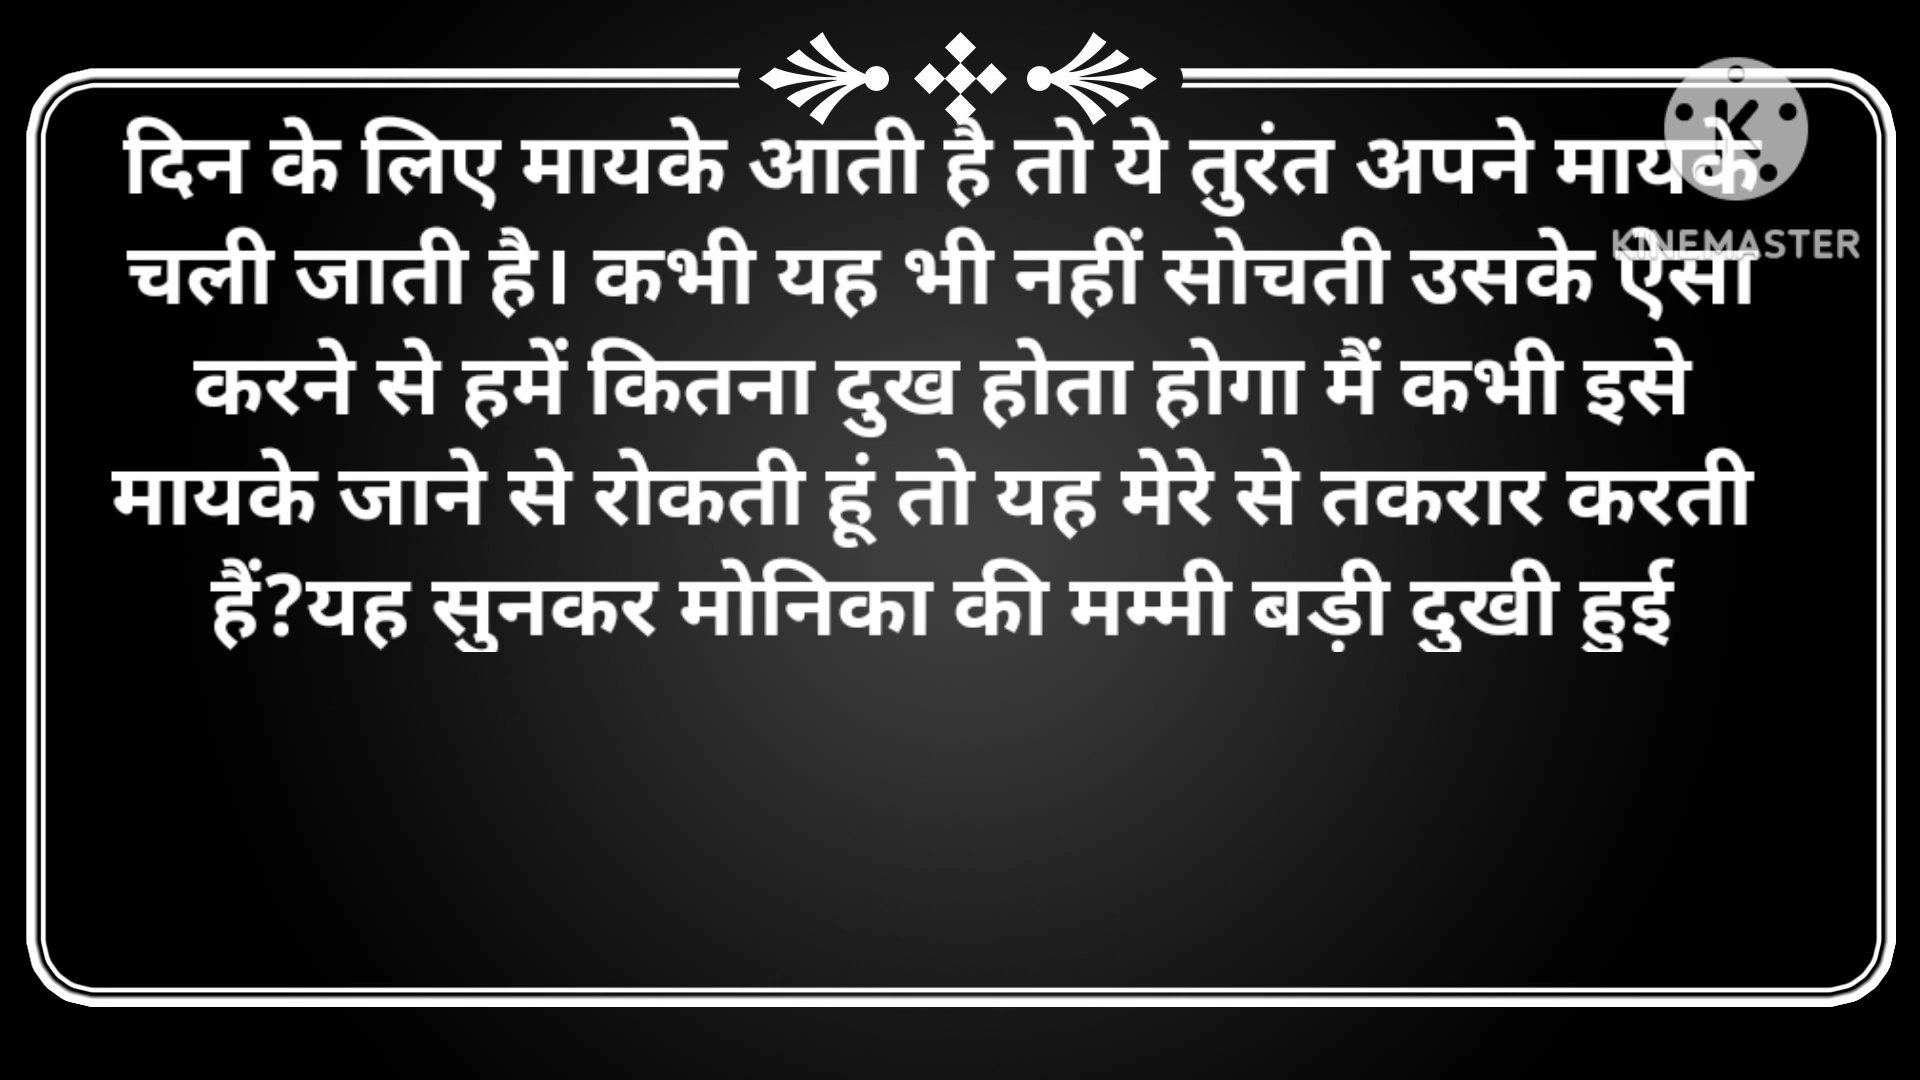 दिन के लिए मायके आती है तो ये तुरंत अपने मायके
चली जाती है। कभी यह भी नहीं सोचती उसके ऐसा
करने से हमें कितना दुख होता होगा मैं कभी इसे
मायके जाने से रोकती हूं तो यह मेरे से तकरार करती
हैं?यह सुनकर मोनिका की मम्मी बड़ी दुखी हुई
K
KINEMASTER